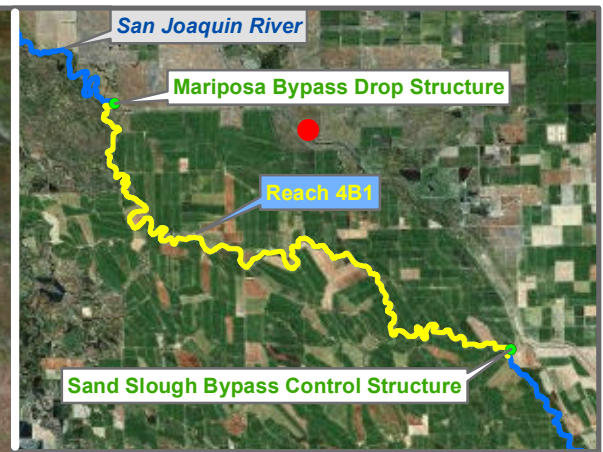 San Joaquin River
Mariposa Bypass Drop Structure
Reach 4B1
Sand Slough Bypass Control Structure